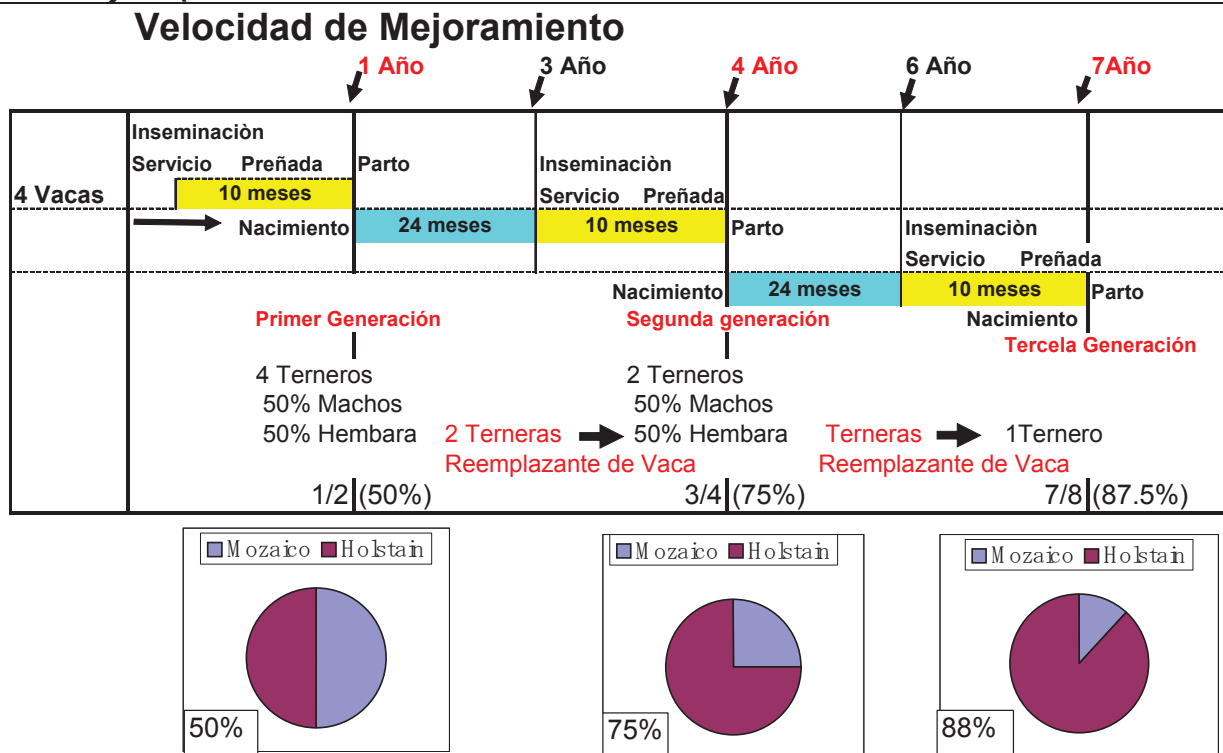 Velocidad de Mejoramiento
1 Año 3 Año 4 Año 6 Año 7Año
Inseminaciòn
Servicio Preñada Parto Inseminaciòn
4 Vacas 10 meses Servicio Preñada
Nacimiento 24 meses 10 meses Parto Inseminaciòn
Servicio Preñada
Nacimiento 24 meses 10 meses Parto
Primer Generación Segunda generación Nacimiento
Tercela Generación
4 Terneros 2 Terneros
50% Machos 50% Machos
50% Hembara 2 Terneras 50% Hembara Terneras 1Ternero
Reemplazante de Vaca Reemplazante de Vaca
1/2 (50%) 3/4 (75%) 7/8 (87.5%)
Mozaico Holstain Mozaico Holstain Mozaico Holstain
50% 75% 88%